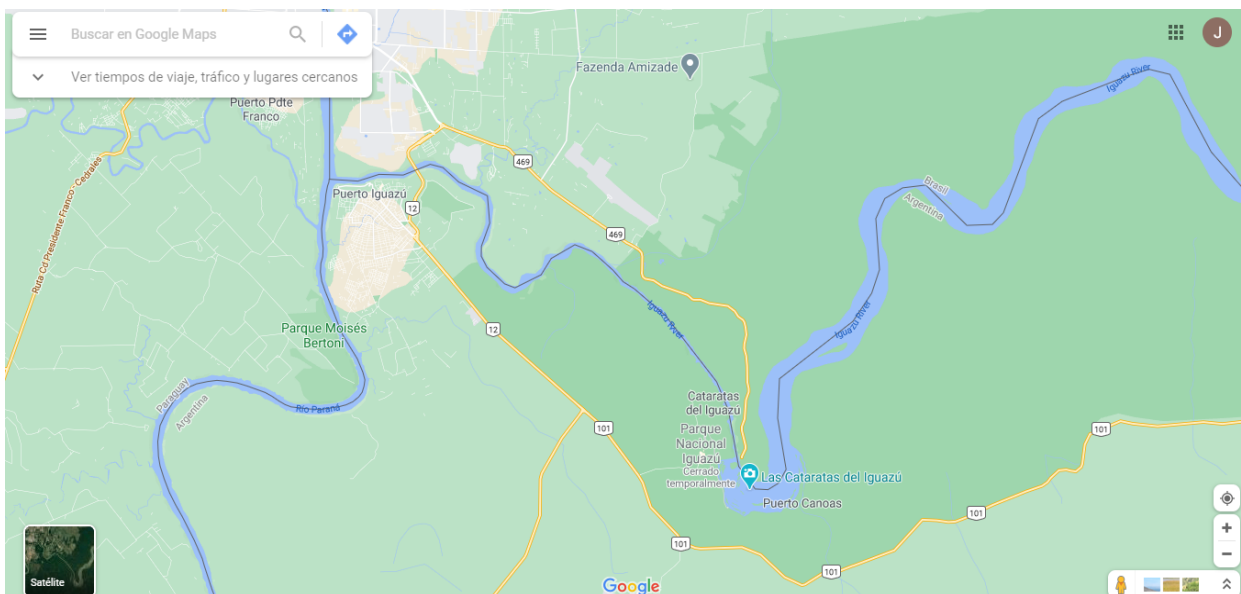 Buscar en Google Maps
J
Ver tiempos de viaje, tráfico y lugares cercanos
Fazenda Amizade
Iguazu River
Puerto Pdte
Franco
469
Ruta Cd Presidente Franco - Cedrales
Puerto Iguazú
12
Brasil
Argentina
469
Iguazu River
Iguazú River
12
Parque Moisés
Bertoni
Paraguay
Argentina
Río Paraná
Cataratas
del Iguazú
101
Parque
Nacional
Iguazú
Cerrado
temporalmente
101
Las Cataratas del Iguazú
Puerto Canoas
101
101
101
Satélite
Google